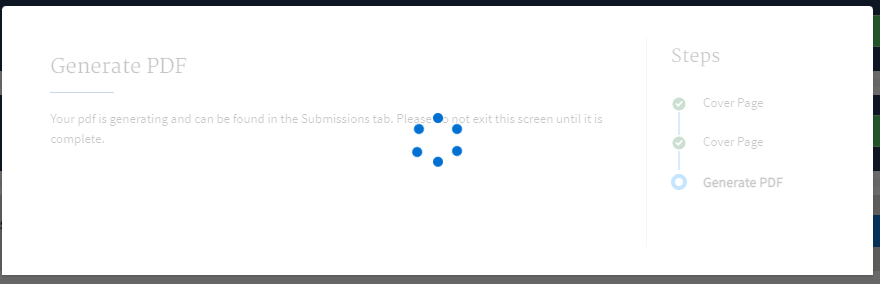 Generate PDF
Your pdf is generating and can be found in the Submissions tab. Please do not exit this screen until it is
complete.
Steps
Cover Page
Cover Page
Generate PDF